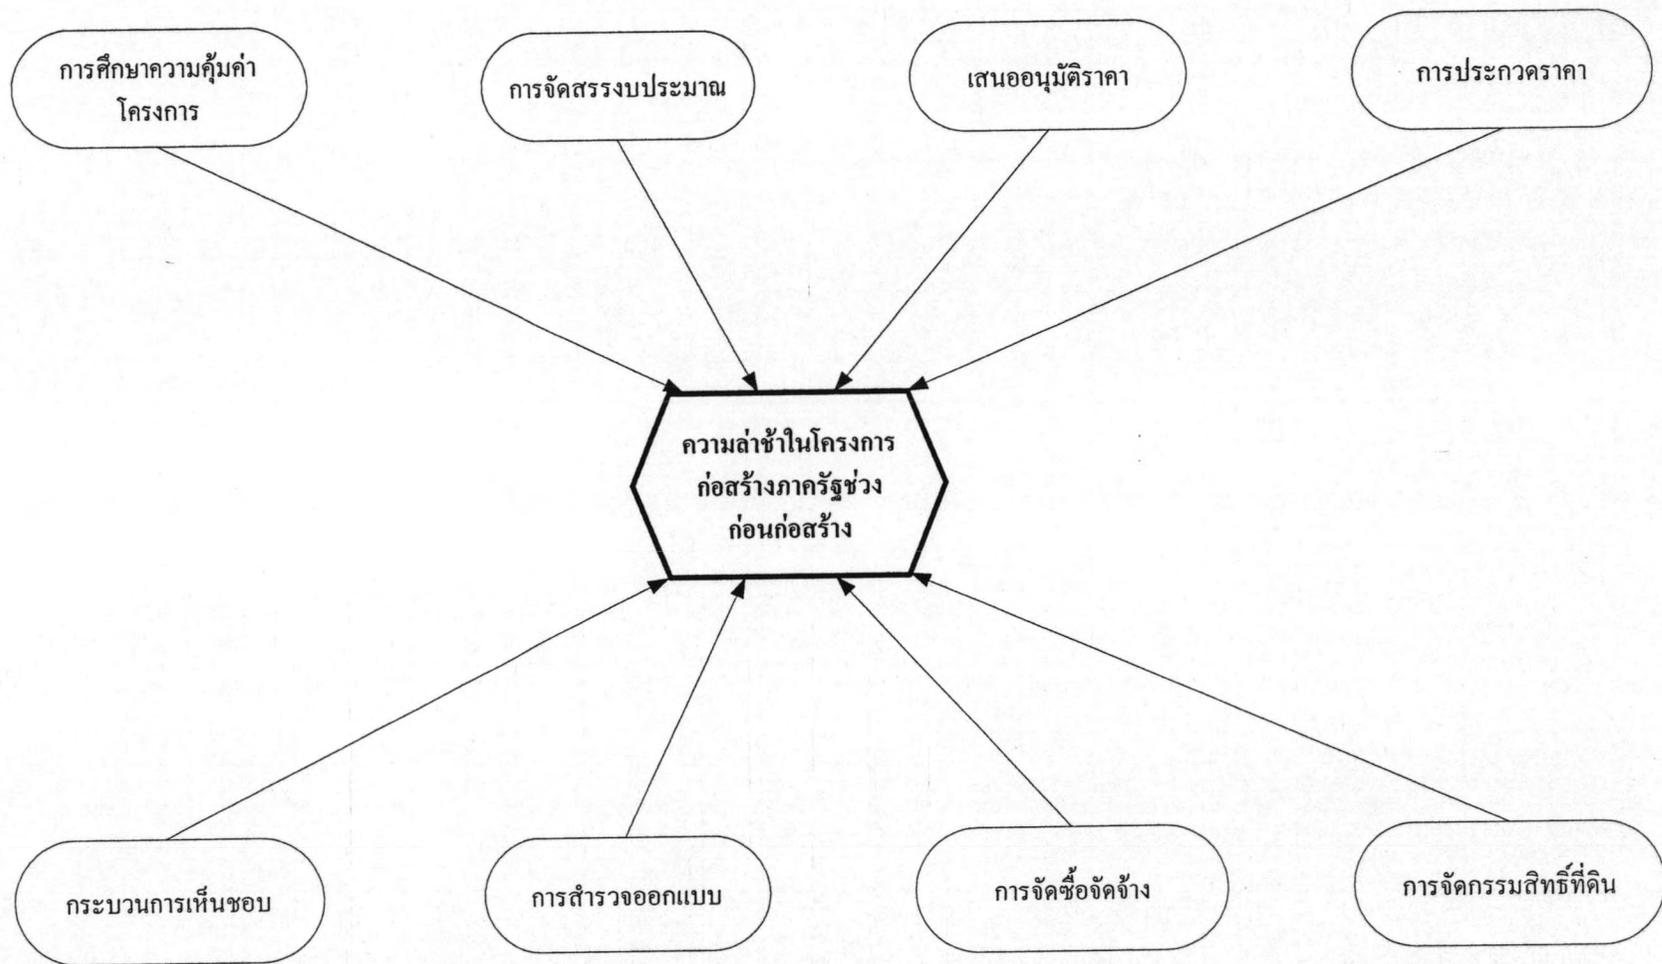 การศึกษาความคุ้มค่า
โครงการ
การจัดสรรงบประมาณ
เสนออนุมัติราคา
การประกวดราคา
ความล่าช้าในโครงการ
ก่อสร้างภาครัฐช่วง
ก่อนก่อสร้าง
กระบวนการเห็นชอบ
การสำรวจออกแบบ
การจัดซื้อจัดจ้าง
การจัดกรรมสิทธิ์ที่ดิน